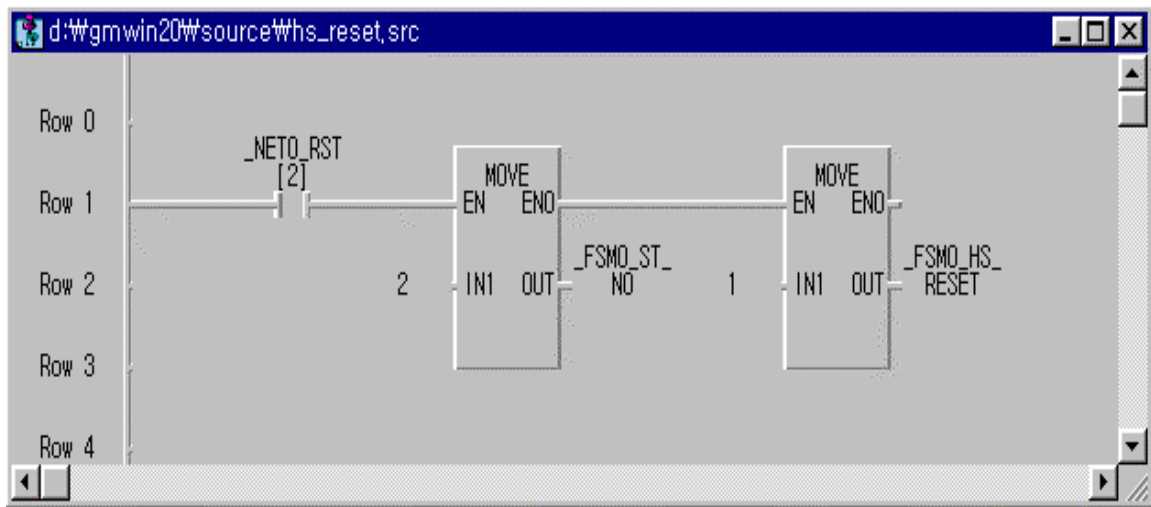 d:₩gmwin20₩source₩hs_reset,src
Row 0
_NET0_RST
[2]
MOVE
MOVE
Row 1
EN ENO
EN ENO
_FSM0_ST_
NO
_FSM0_HS_
RESET
Row 2
2
IN1 OUT
1
IN1 OUT
Row 3
Row 4